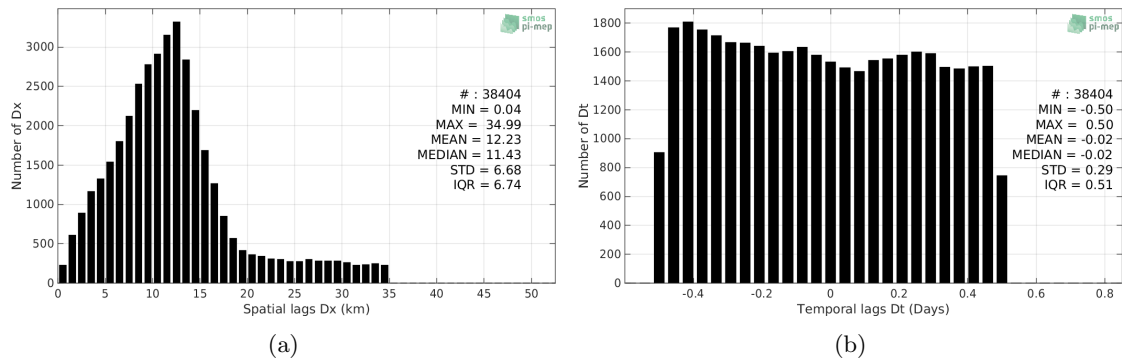 smos
pi-mep
3000
2500
2000
1500
1000
500
0
Number of Dx
# : 38404
MIN = 0.04
MAX = 34.99
MEAN = 12.23
MEDIAN = 11.43
STD = 6.68
IQR = 6.74
0 5 10 15 20 25 30 35 40 45 50
Spatial lags Dx (km)
(a)
smos
pi-mep
1800
1600
1400
1200
1000
800
600
400
200
0
Number of Dt
# : 38404
MIN = -0.50
MAX = 0.50
MEAN = -0.02
MEDIAN = -0.02
STD = 0.29
IQR = 0.51
-0.4 -0.2 0 0.2 0.4 0.6 0.8
Temporal lags Dt (Days)
(b)